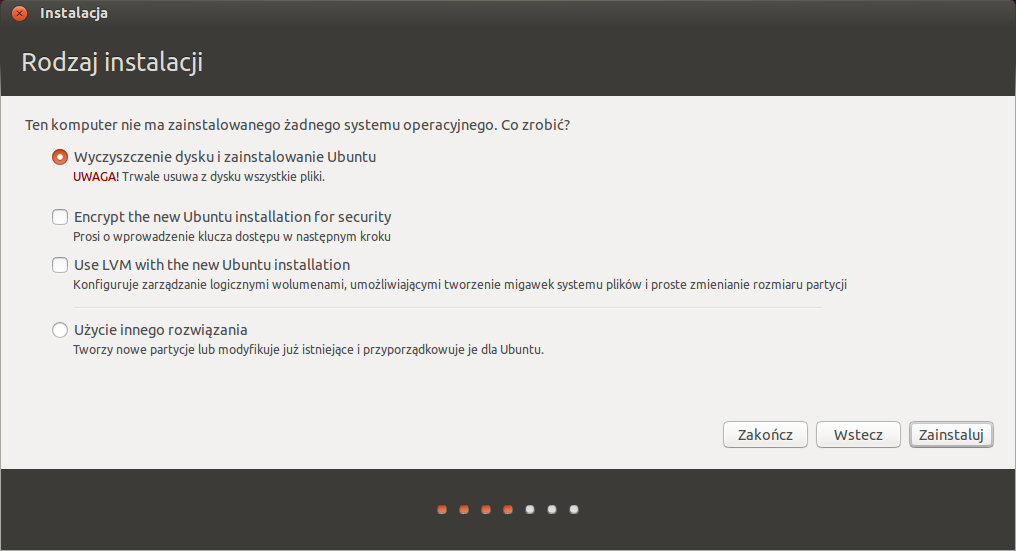 Instalacja
Rodzaj instalacji
Ten komputer nie ma zainstalowanego żadnego systemu operacyjnego. Co zrobić?
Wyczyszczenie dysku i zainstalowanie Ubuntu
UWAGA! Trwale usuwa z dysku wszystkie pliki.
Encrypt the new Ubuntu installation for security
Prosi o wprowadzenie klucza dostępu w następnym kroku
Use LVM with the new Ubuntu installation
Konfiguruje zarządzanie logicznymi wolumenami, umożliwiającymi tworzenie migawek systemu plików i proste zmienianie rozmiaru partycji
Użycie innego rozwiązania
Tworzy nowe partycje lub modyfikuje już istniejące i przyporządkowuje je dla Ubuntu.
Zakończ Wstecz Zainstaluj